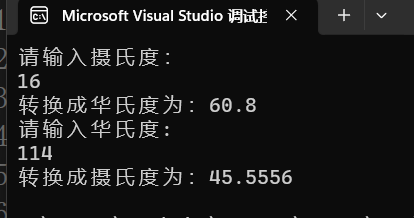 Microsoft Visual Studio 调试
请输入摄氏度：
16
转换成华氏度为：60.8
请输入华氏度：
114
转换成摄氏度为：45.5556